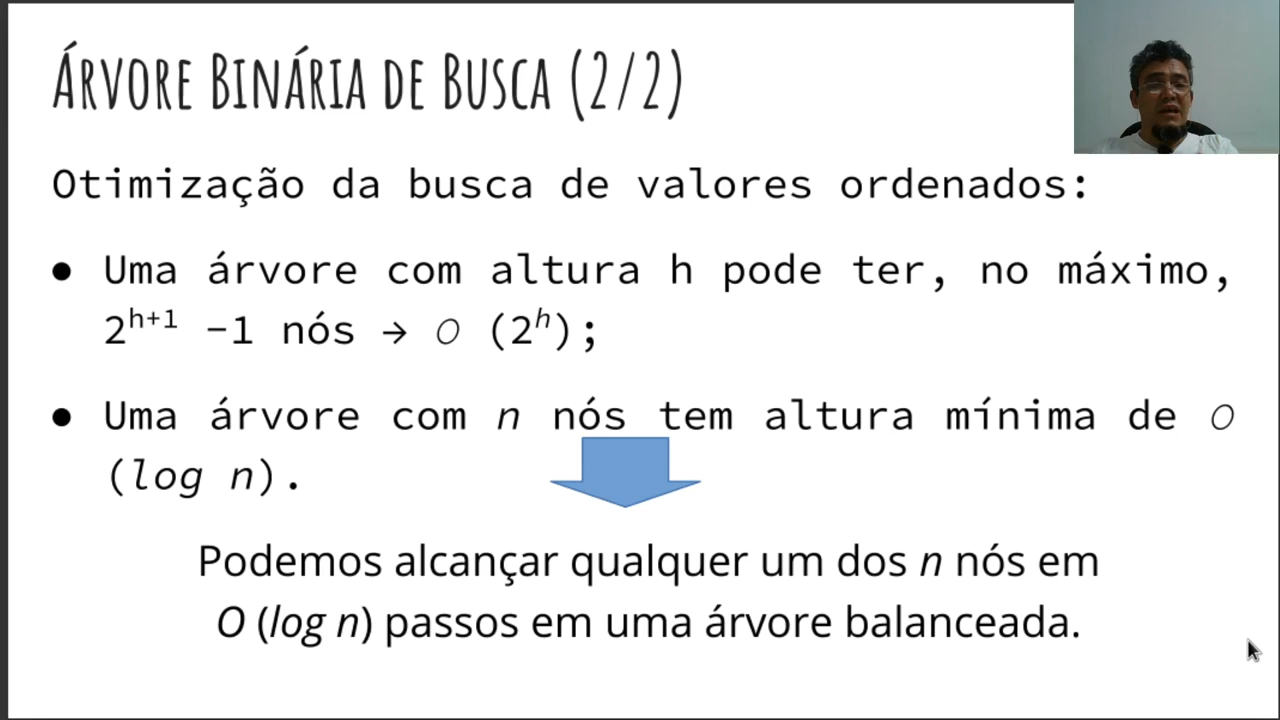 Árvore Binária de Busca (2/2)
Otimização da busca de valores ordenados:
● Uma árvore com altura h pode ter, no máximo,
2^{h+1} -1 nós → O (2^h);
● Uma árvore com n nós tem altura mínima de O
(log n).
Podemos alcançar qualquer um dos n nós em
O (log n) passos em uma árvore balanceada.